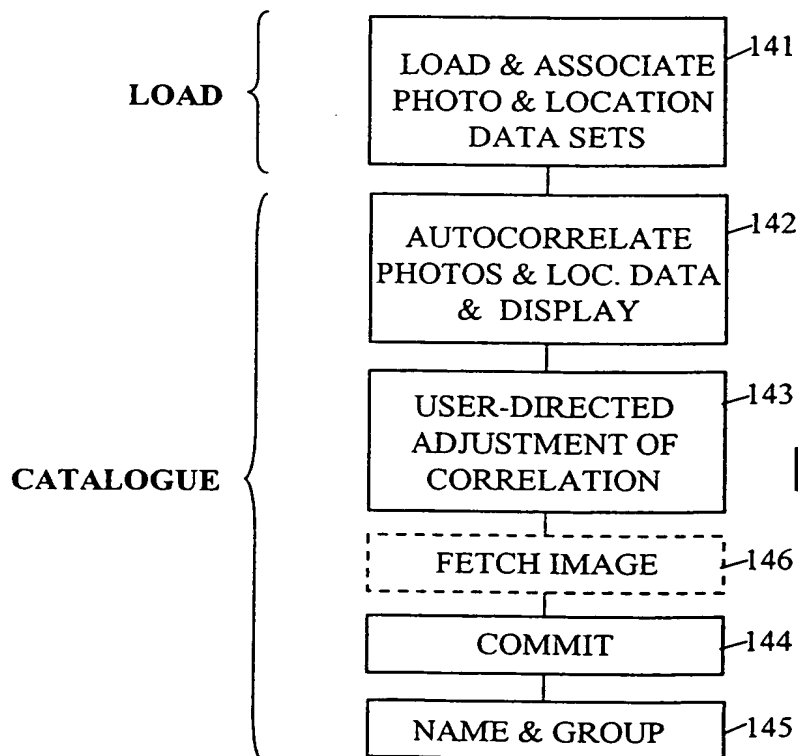 LOAD
LOAD & ASSOCIATE
PHOTO & LOCATION
DATA SETS
141
CATALOGUE
AUTOCORRELATE
PHOTOS & LOC. DATA
& DISPLAY
142
USER-DIRECTED
ADJUSTMENT OF
CORRELATION
143
FETCH IMAGE
146
COMMIT
144
NAME & GROUP
145